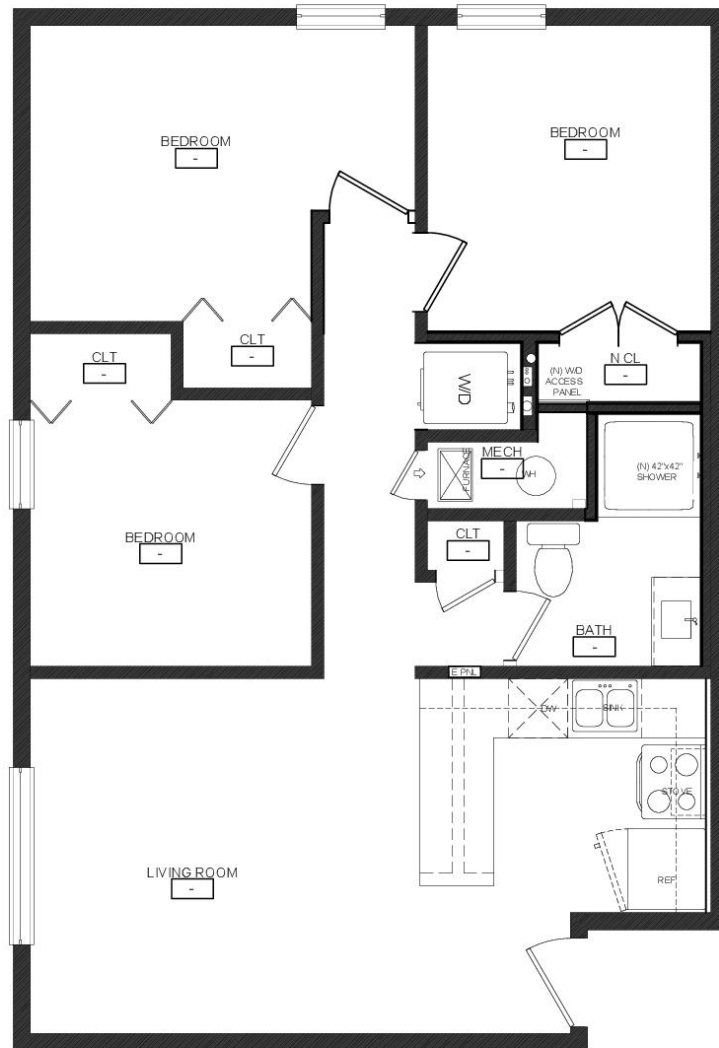 BEDROOM
-
BEDROOM
-
CLT
-
CLT
-
W/D
(N) W/D
ACCESS
PANEL
N CL
-
MECH
-
FURNACE
WH
(N) 42"x42"
SHOWER
BEDROOM
-
CLT
-
BATH
-
E PNL
DW
SINK
STOVE
REF
LIVING ROOM
-